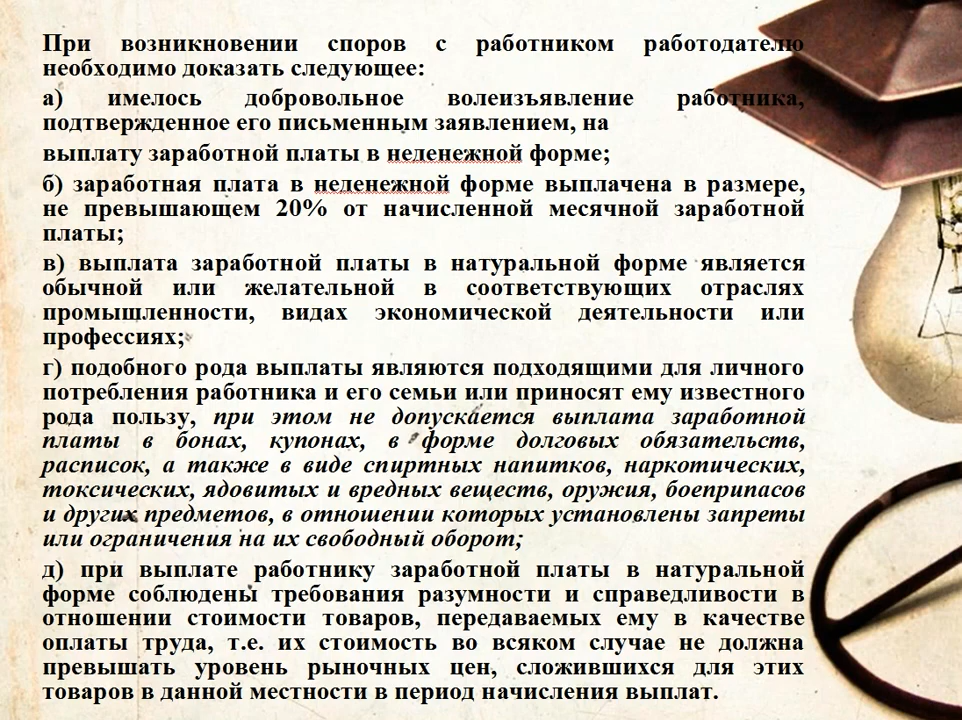 При возникновении споров с работником работодателю
необходимо доказать следующее:
а) имелось добровольное волеизъявление работника,
подтвержденное его письменным заявлением, на
выплату заработной платы в неденежной форме;
б) заработная плата в неденежной форме выплачена в размере,
не превышающем 20% от начисленной месячной заработной
платы;
в) выплата заработной платы в натуральной форме является
обычной или желательной в соответствующих отраслях
промышленности, видах экономической деятельности или
профессиях;
г) подобного рода выплаты являются подходящими для личного
потребления работника и его семьи или приносят ему известного
рода пользу, при этом не допускается выплата заработной
платы в бонах, купонах, в форме долговых обязательств,
расписок, а также в виде спиртных напитков, наркотических,
токсических, ядовитых и вредных веществ, оружия, боеприпасов
и других предметов, в отношении которых установлены запреты
или ограничения на их свободный оборот;
д) при выплате работнику заработной платы в натуральной
форме соблюдены требования разумности и справедливости в
отношении стоимости товаров, передаваемых ему в качестве
оплаты труда, т.е. их стоимость во всяком случае не должна
превышать уровень рыночных цен, сложившихся для этих
товаров в данной местности в период начисления выплат.